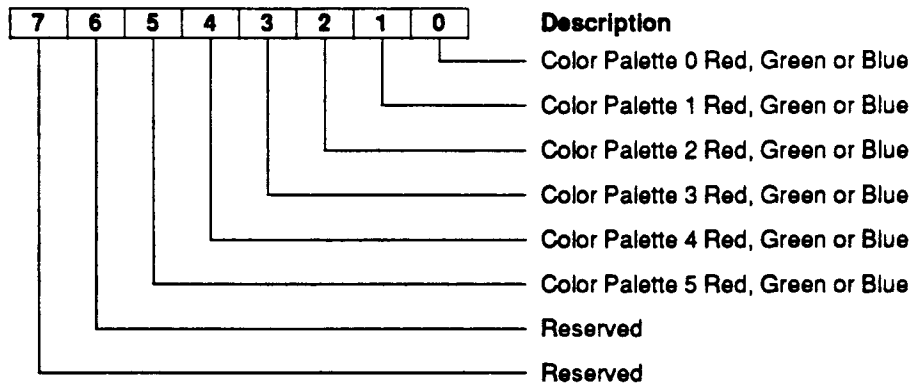 7 6 5 4 3 2 1 0 Description
Color Palette 0 Red, Green or Blue
Color Palette 1 Red, Green or Blue
Color Palette 2 Red, Green or Blue
Color Palette 3 Red, Green or Blue
Color Palette 4 Red, Green or Blue
Color Palette 5 Red, Green or Blue
Reserved
Reserved